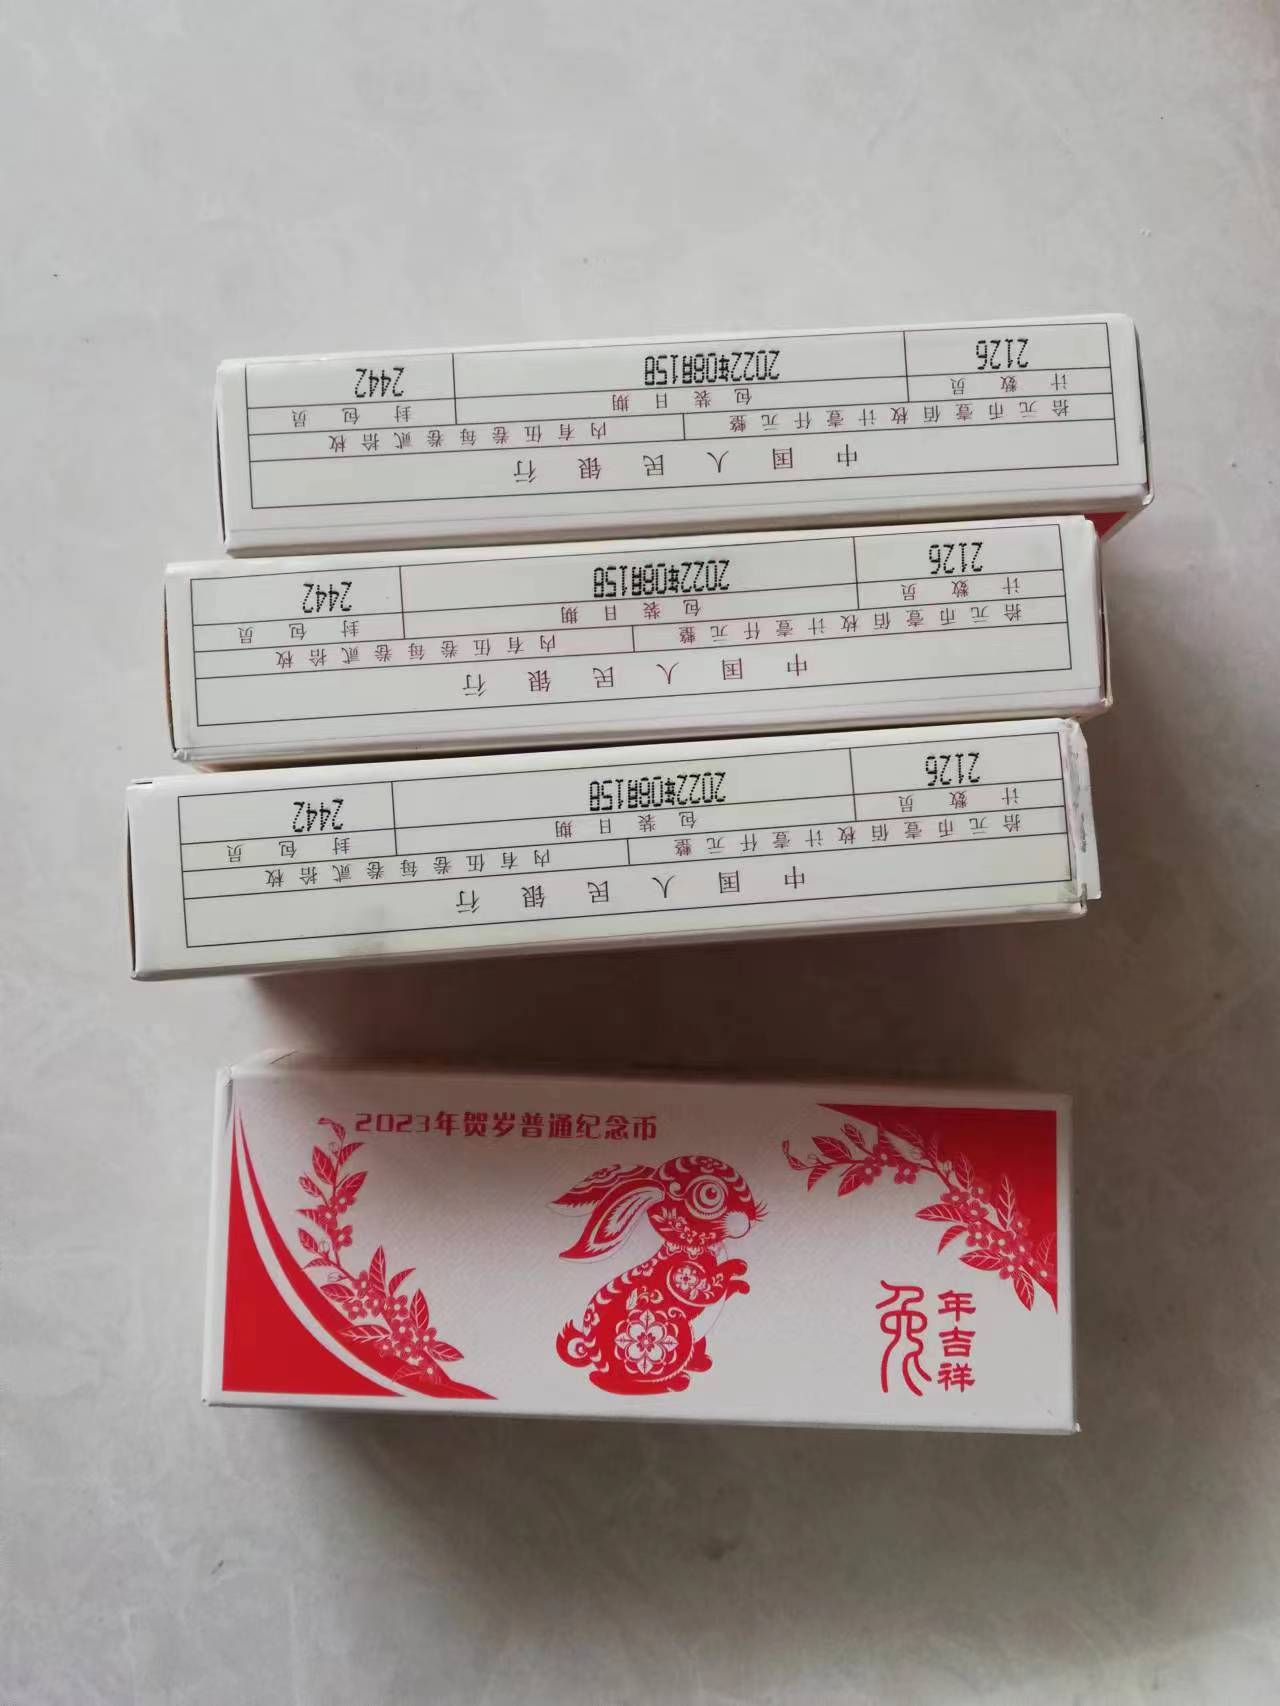 中国人民银行
拾元币壹佰枚计壹仟元整 内有伍卷每卷贰拾枚
计数员 包装日期 封包员
2126 2022年08月15日 2442
中国人民银行
拾元币壹佰枚计壹仟元整 内有伍卷每卷贰拾枚
计数员 包装日期 封包员
2126 2022年08月15日 2442
中国人民银行
拾元币壹佰枚计壹仟元整 内有伍卷每卷贰拾枚
计数员 包装日期 封包员
2126 2022年08月15日 2442
2023年贺岁普通纪念币
兔年吉祥